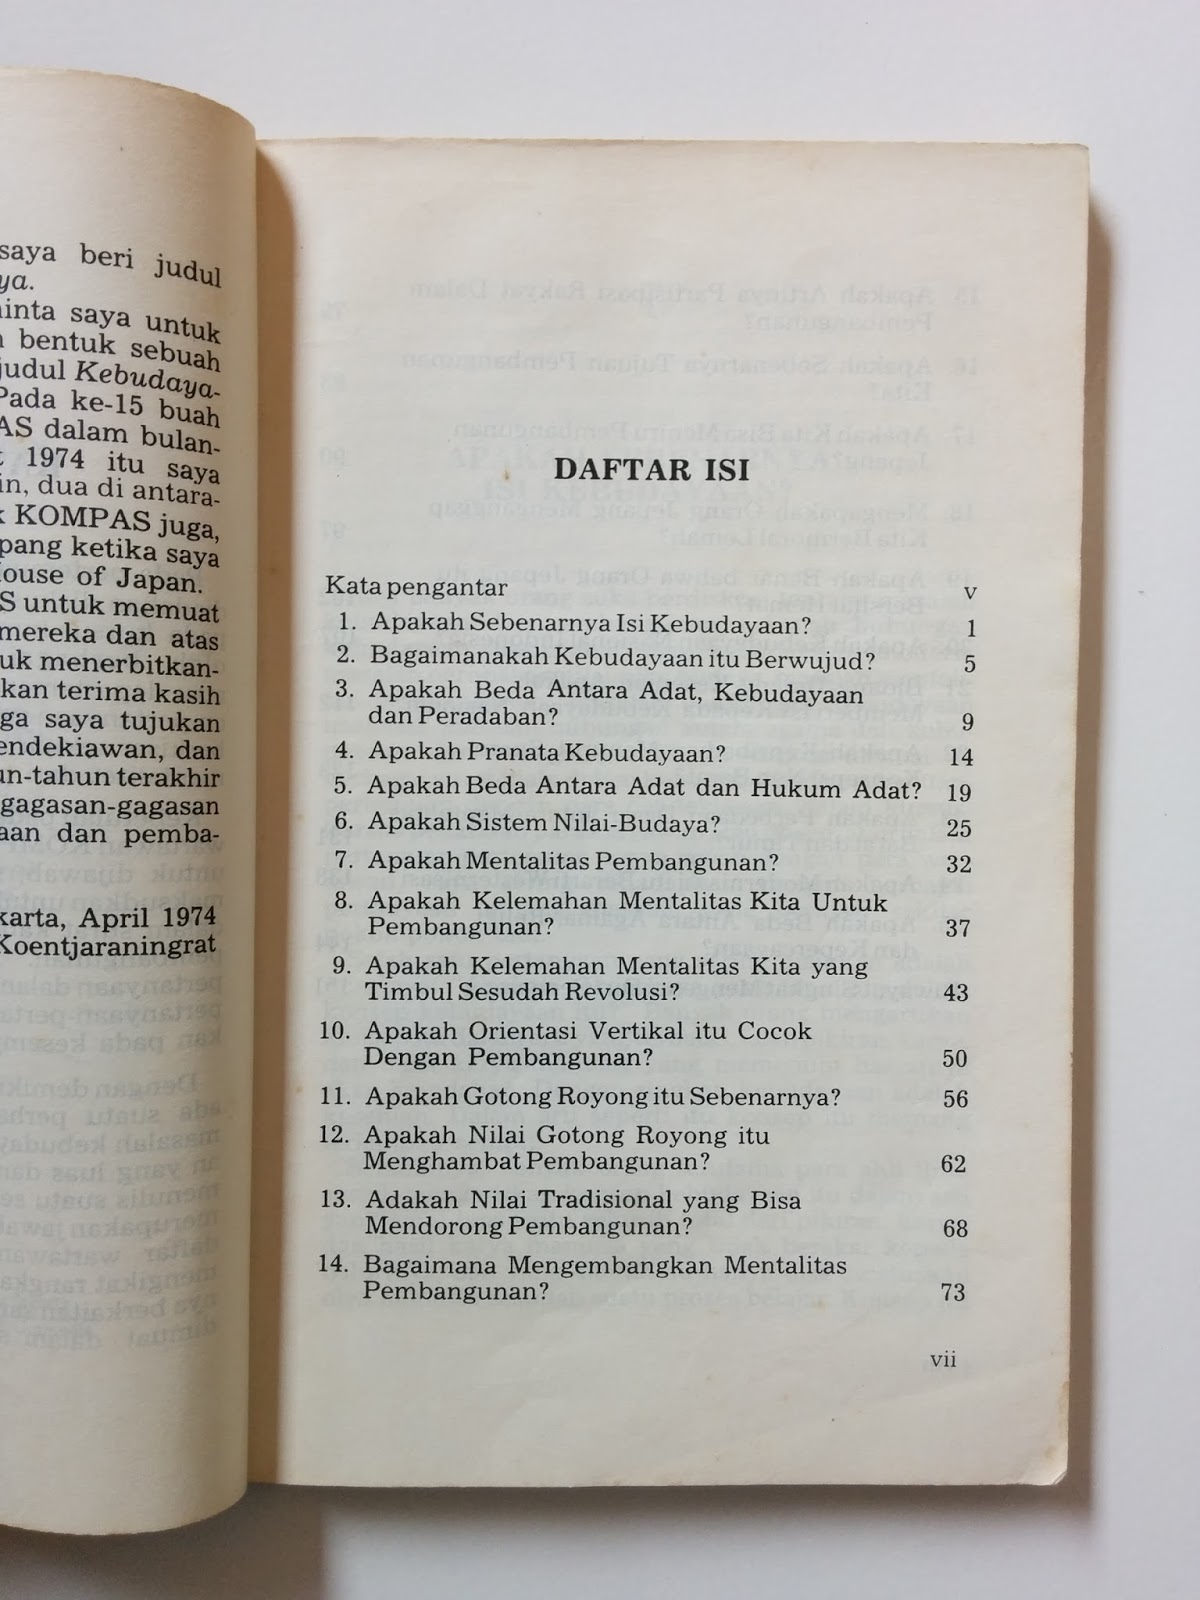 saya beri judul
ya.
inta saya untuk
bentuk sebuah
judul Kebudaya-
Pada ke-15 buah
AS dalam bulan-
1974 itu saya
in, dua di antara-
KOMPAS juga,
pang ketika saya
House of Japan.
S untuk memuat
mereka dan atas
uk menerbitkan-
kan terima kasih
ga saya tujukan
endekiawan, dan
un-tahun terakhir
gagasan-gagasan
aan dan pemba-
karta, April 1974
Koentjaraningrat
DAFTAR ISI
Kata pengantar v
1. Apakah Sebenarnya Isi Kebudayaan? 1
2. Bagaimanakah Kebudayaan itu Berwujud? 5
3. Apakah Beda Antara Adat, Kebudayaan
dan Peradaban? 9
4. Apakah Pranata Kebudayaan? 14
5. Apakah Beda Antara Adat dan Hukum Adat? 19
6. Apakah Sistem Nilai-Budaya? 25
7. Apakah Mentalitas Pembangunan? 32
8. Apakah Kelemahan Mentalitas Kita Untuk
Pembangunan? 37
9. Apakah Kelemahan Mentalitas Kita yang
Timbul Sesudah Revolusi? 43
10. Apakah Orientasi Vertikal itu Cocok
Dengan Pembangunan? 50
11. Apakah Gotong Royong itu Sebenarnya? 56
12. Apakah Nilai Gotong Royong itu
Menghambat Pembangunan? 62
13. Adakah Nilai Tradisional yang Bisa
Mendorong Pembangunan? 68
14. Bagaimana Mengembangkan Mentalitas
Pembangunan? 73
vii